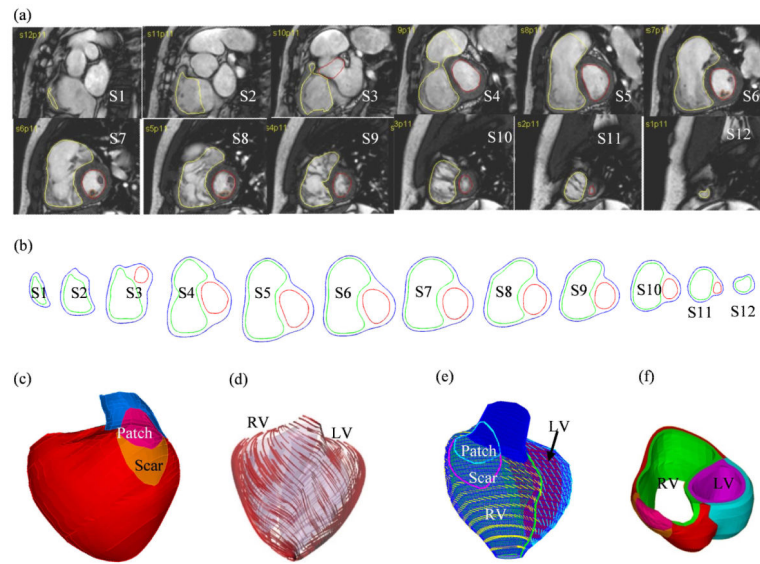 (a)
s12p11
s11p11
s10p11
9p11
s8p11
s7p11
S1
S2
S3
S4
S5
S6
s6p11
s5p11
s4p11
s3p11
s2p11
s1p11
S7
S8
S9
S10
S11
S12
(b)
S1
S2
S3
S4
S5
S6
S7
S8
S9
S10
S11
S12
(c)
(d)
(e)
(f)
Patch
Scar
RV
LV
LV
Patch
Scar
RV
RV
LV